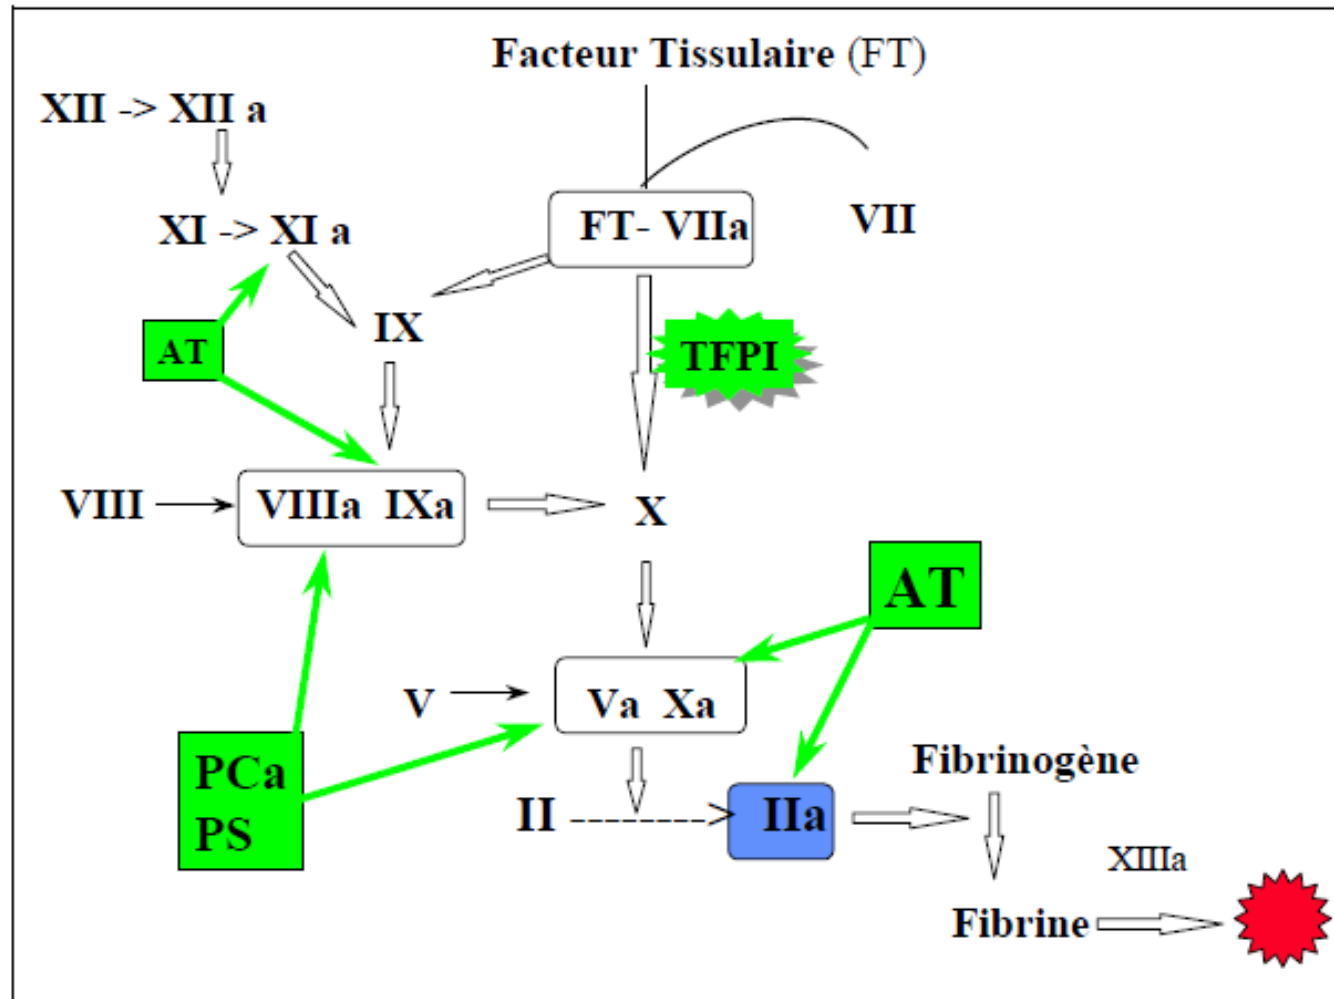 Facteur Tissulaire (FT)
XII -> XII a
XI -> XI a
FT- VIIa
VII
IX
AT
TFPI
VIII
VIIIa IXa
X
AT
V
Va Xa
PCa
PS
Fibrinogène
II --------> IIa
XIIIa
Fibrine